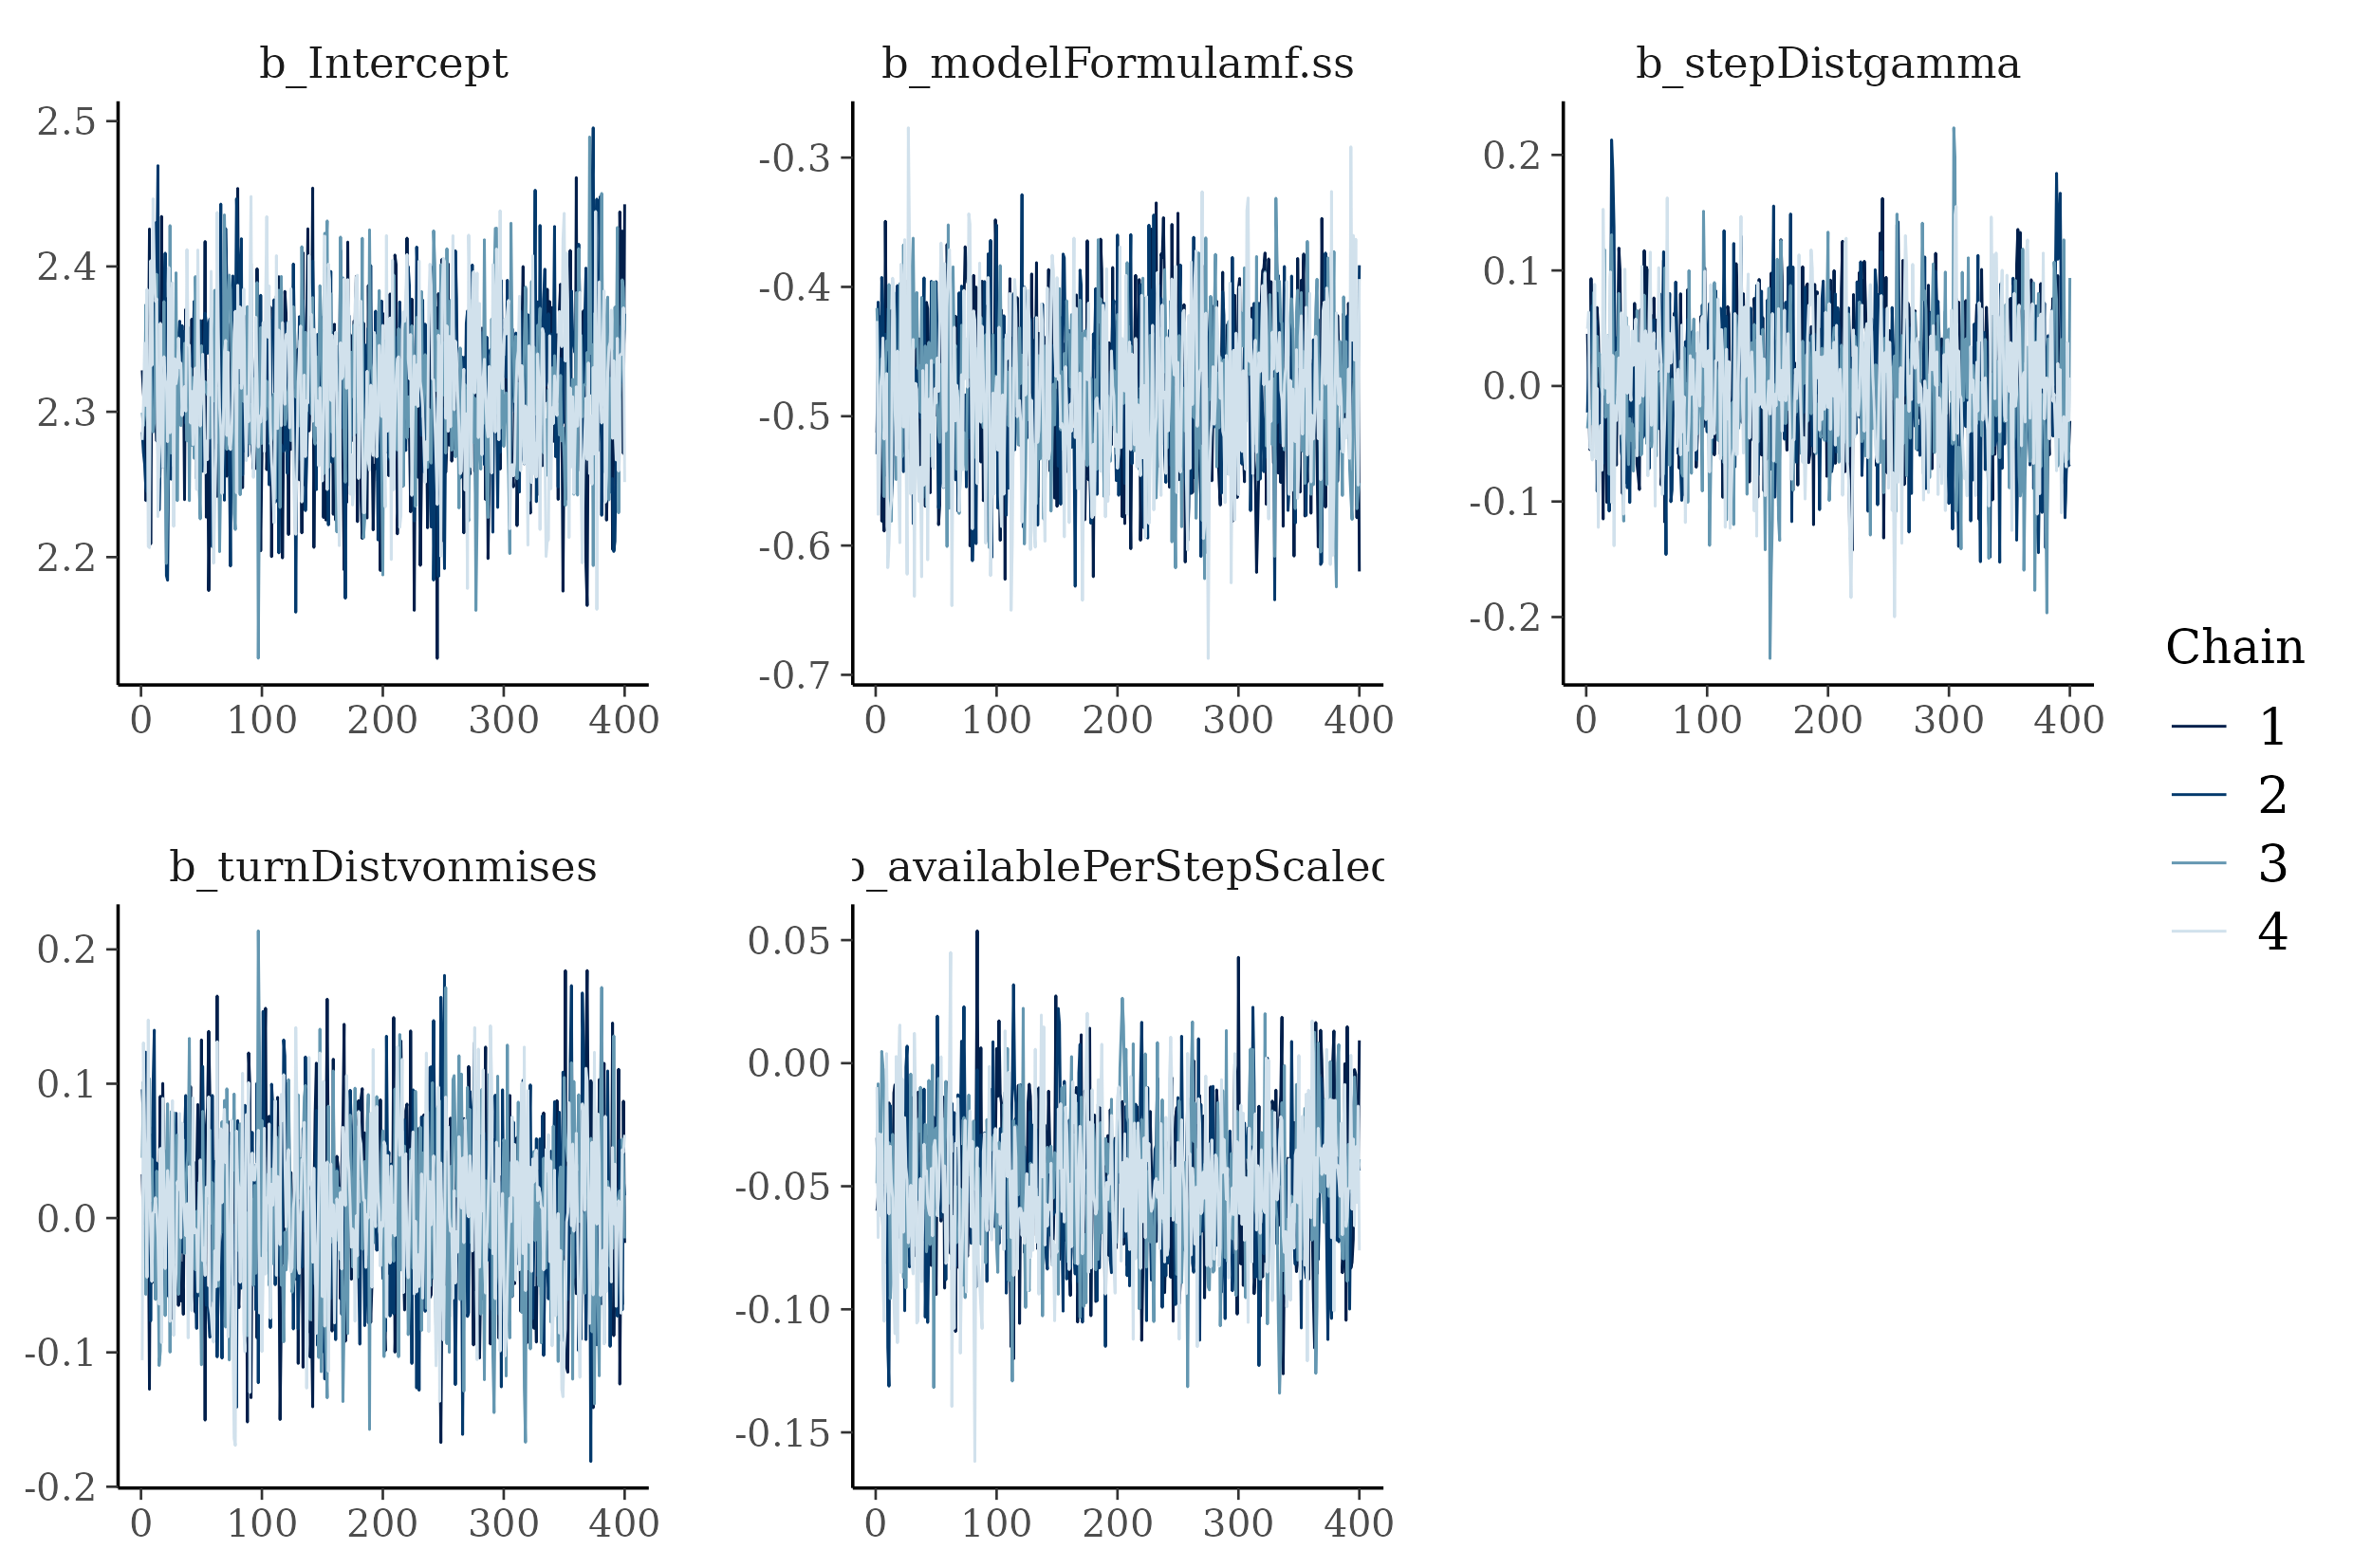 b_Intercept
2.5
2.4
2.3
2.2
0 100 200 300 400
b_modelFormulamf.ss
-0.3
-0.4
-0.5
-0.6
-0.7
0 100 200 300 400
b_stepDistgamma
0.2
0.1
0.0
-0.1
-0.2
0 100 200 300 400
b_turnDistvonmises
0.2
0.1
0.0
-0.1
-0.2
0 100 200 300 400
b_availablePerStepScaled
0.05
0.00
-0.05
-0.10
-0.15
0 100 200 300 400
Chain
1
2
3
4